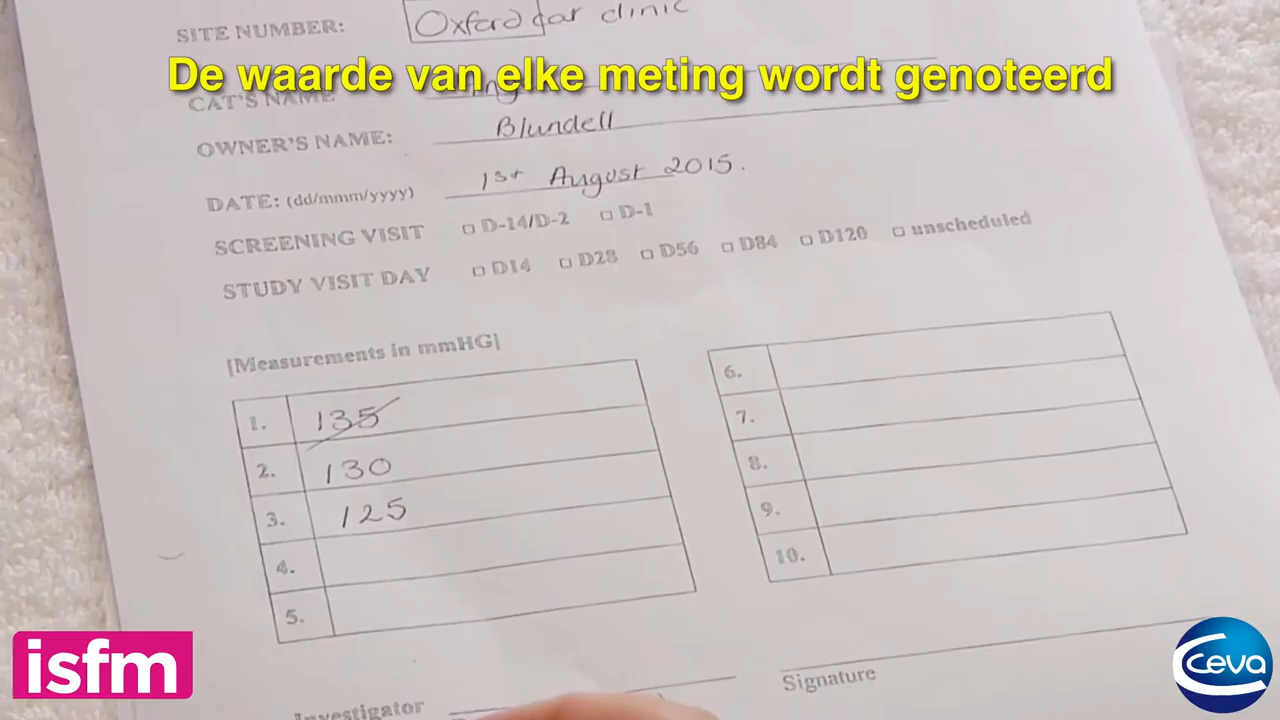 SITE NUMBER: Oxford cat clinic
De waarde van elke meting wordt genoteerd
CAT'S NAME
OWNER'S NAME: Blundell
DATE: (dd/mmm/yyyy) 1st August 2015.
SCREENING VISIT □ D-14/D-2 □ D-1
STUDY VISIT DAY □ D14 □ D28 □ D56 □ D84 □ D120 □ unscheduled
[Measurements in mmHG]
1. 135
2. 130
3. 125
4.
5.
6.
7.
8.
9.
10.
Investigator
Signature
isfm
Ceva